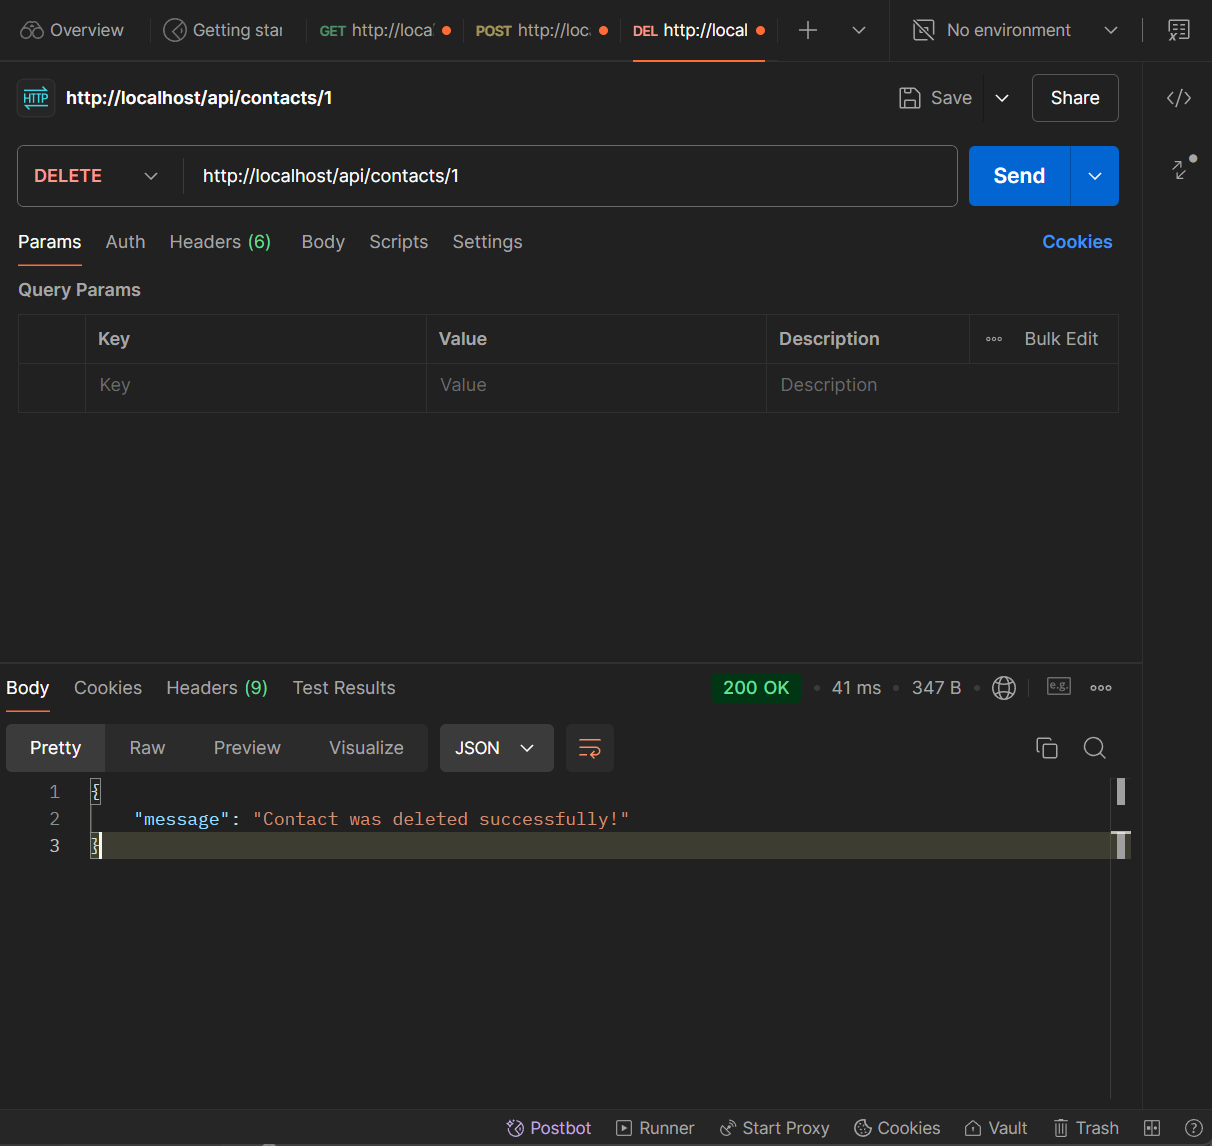 Overview Getting star GET http://loca POST http://loc DEL http://local No environment
HTTP http://localhost/api/contacts/1 Save Share
DELETE http://localhost/api/contacts/1 Send
Params Auth Headers (6) Body Scripts Settings Cookies
Query Params
Key Value Description Bulk Edit
Key Value Description
Body Cookies Headers (9) Test Results 200 OK 41 ms 347 B e.g.
Pretty Raw Preview Visualize JSON
1 {
2 "message": "Contact was deleted successfully!"
3 }
Postbot Runner Start Proxy Cookies Vault Trash